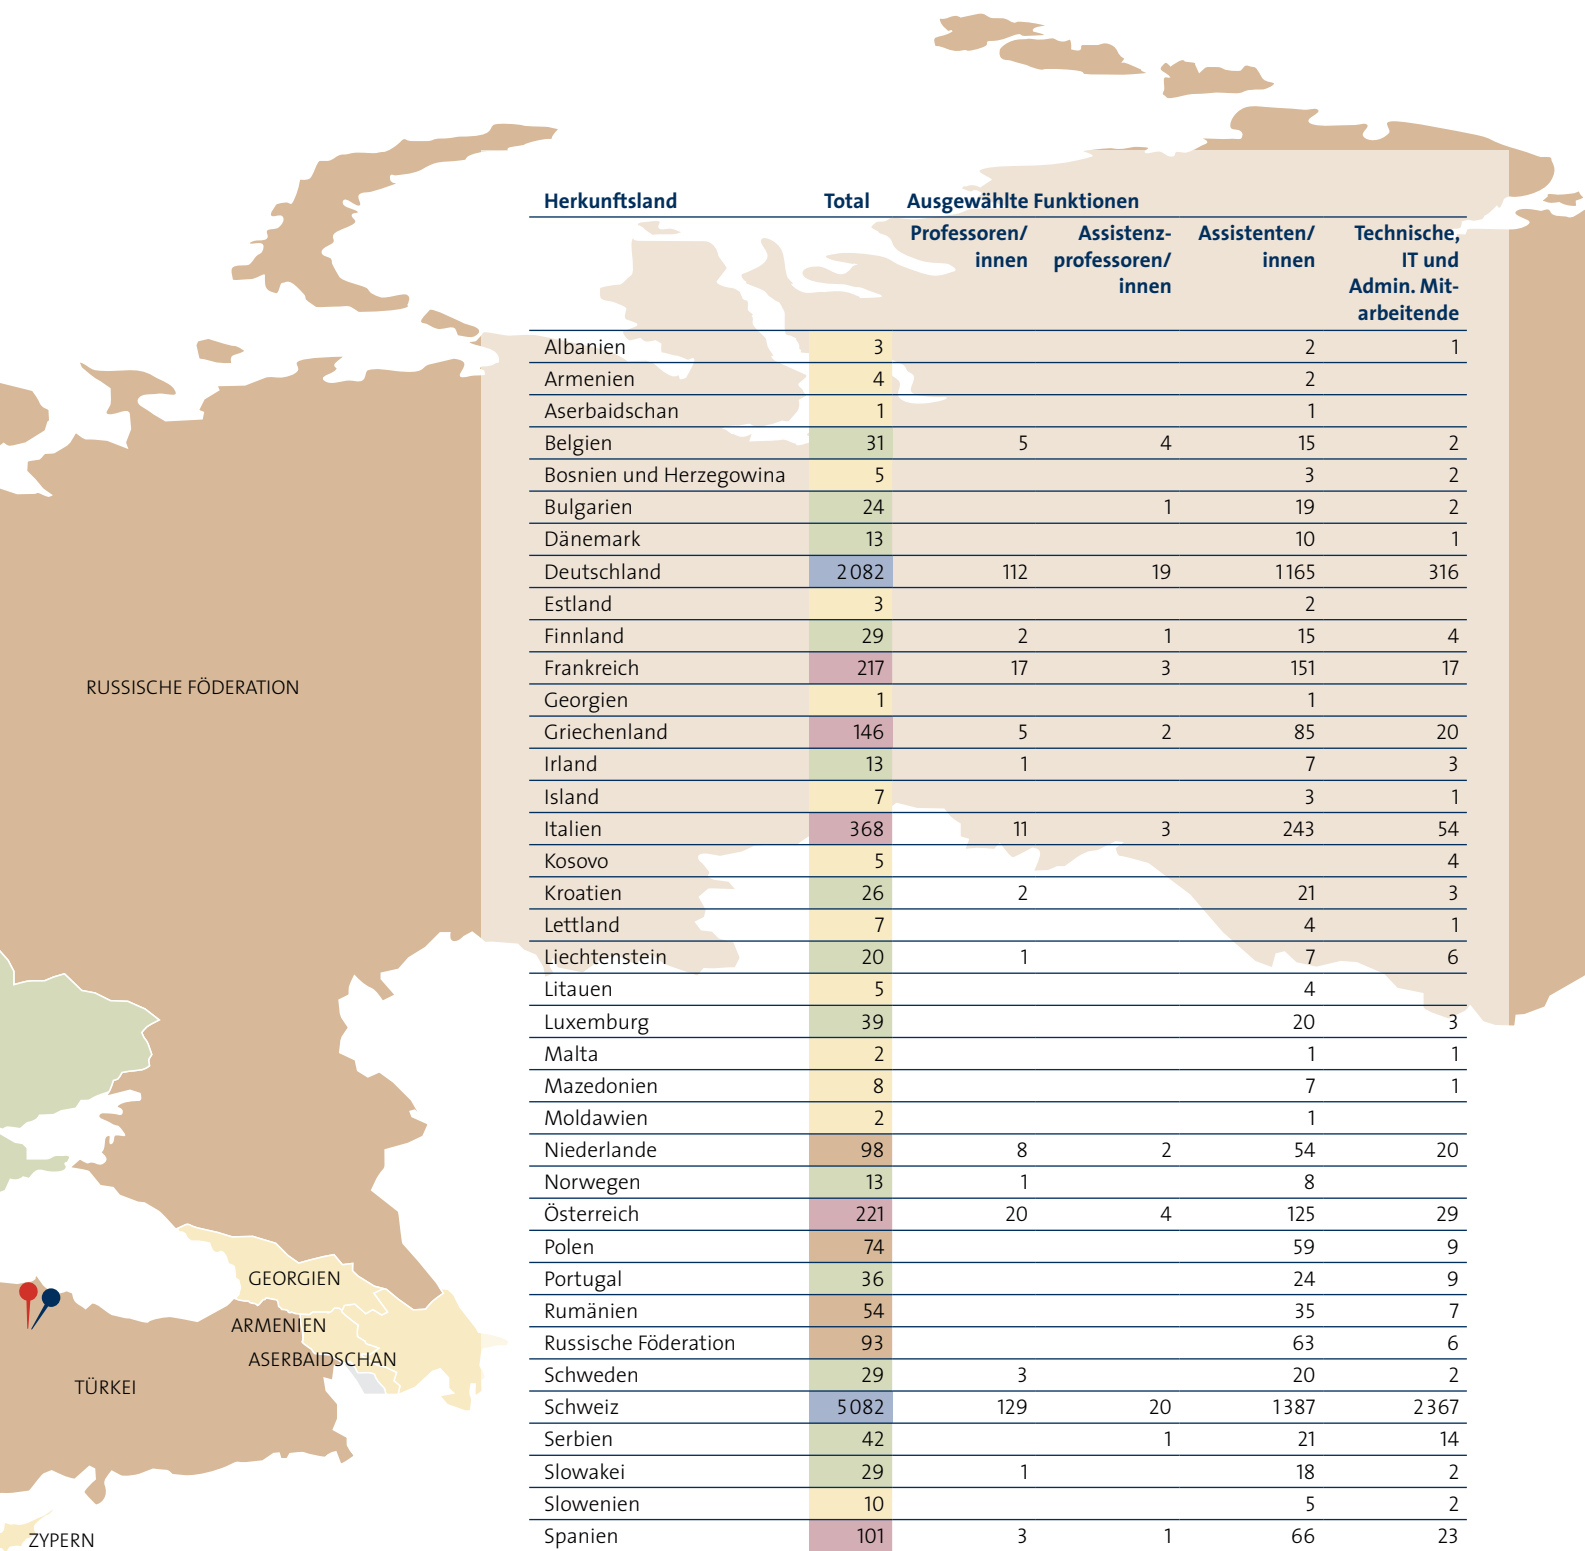 Herkunftsland Total Ausgewählte Funktionen
Professoren/ Assistenz- Assistenten/ Technische,
innen professoren/ innen IT und
innen Admin. Mit-
arbeitende
Albanien 3 2 1
Armenien 4 2
Aserbaidschan 1 1
Belgien 31 5 4 15 2
Bosnien und Herzegowina 5 3 2
Bulgarien 24 1 19 2
Dänemark 13 10 1
Deutschland 2 082 112 19 1165 316
Estland 3 2
Finnland 29 2 1 15 4
Frankreich 217 17 3 151 17
Georgien 1 1
Griechenland 146 5 2 85 20
Irland 13 1 7 3
Island 7 3 1
Italien 368 11 3 243 54
Kosovo 5 4
Kroatien 26 2 21 3
Lettland 7 4 1
Liechtenstein 20 1 7 6
Litauen 5 4
Luxemburg 39 20 3
Malta 2 1 1
Mazedonien 8 7 1
Moldawien 2 1
Niederlande 98 8 2 54 20
Norwegen 13 1 8
Österreich 221 20 4 125 29
Polen 74 59 9
Portugal 36 24 9
Rumänien 54 35 7
Russische Föderation 93 63 6
Schweden 29 3 20 2
Schweiz 5 082 129 20 1387 2 367
Serbien 42 1 21 14
Slowakei 29 1 18 2
Slowenien 10 5 2
Spanien 101 3 1 66 23
RUSSISCHE FÖDERATION
GEORGIEN
ARMENIEN
ASERBAIDSCHAN
TÜRKEI
ZYPERN